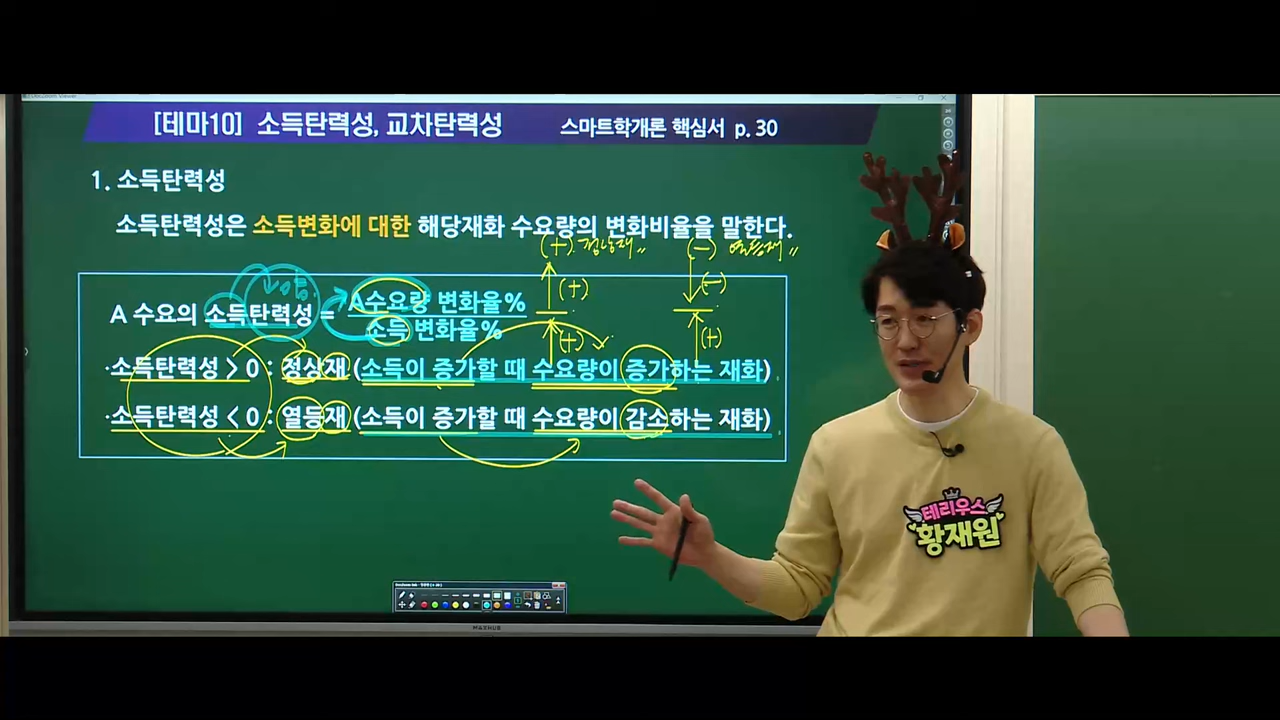 [테마10] 소득탄력성, 교차탄력성 스마트학개론 핵심서 p. 30
1. 소득탄력성
소득탄력성은 소득변화에 대한 해당재화 수요량의 변화비율을 말한다.
(+) 정상재 (-) 열등재
(+) (-)
A 수요의 소득탄력성 = A수요량 변화율% / 소득 변화율%
(+) (+)
·소득탄력성 > 0 : 정상재 (소득이 증가할 때 수요량이 증가하는 재화)
·소득탄력성 < 0 : 열등재 (소득이 증가할 때 수요량이 감소하는 재화)
테리우스
황재원
MAXHUB